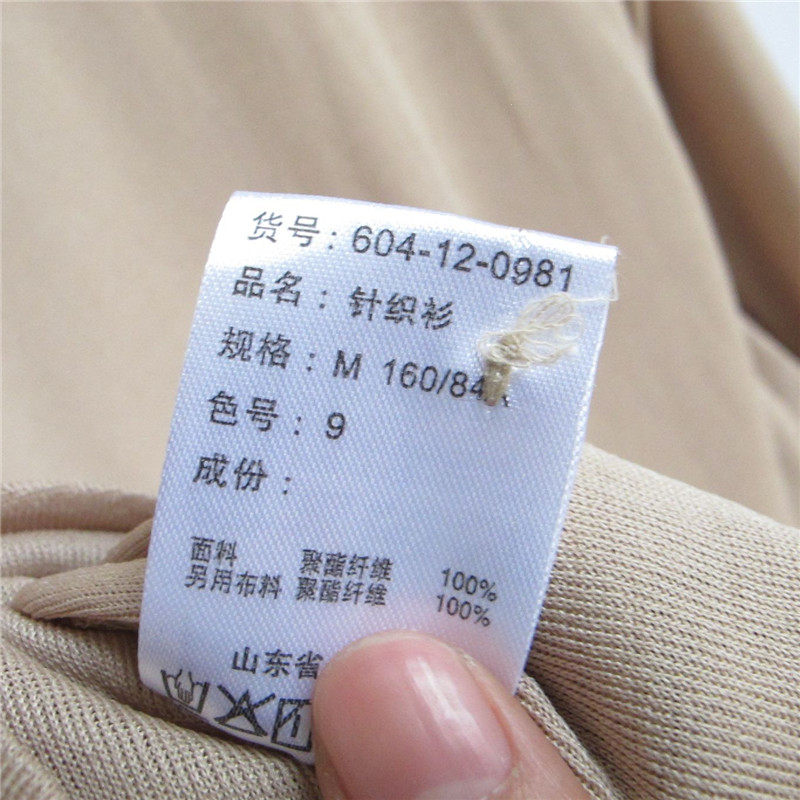 货号：604-12-0981
品名：针织衫
规格：M 160/84A
色号：9
成份：
面料 聚酯纤维 100%
另用布料 聚酯纤维 100%
山东省